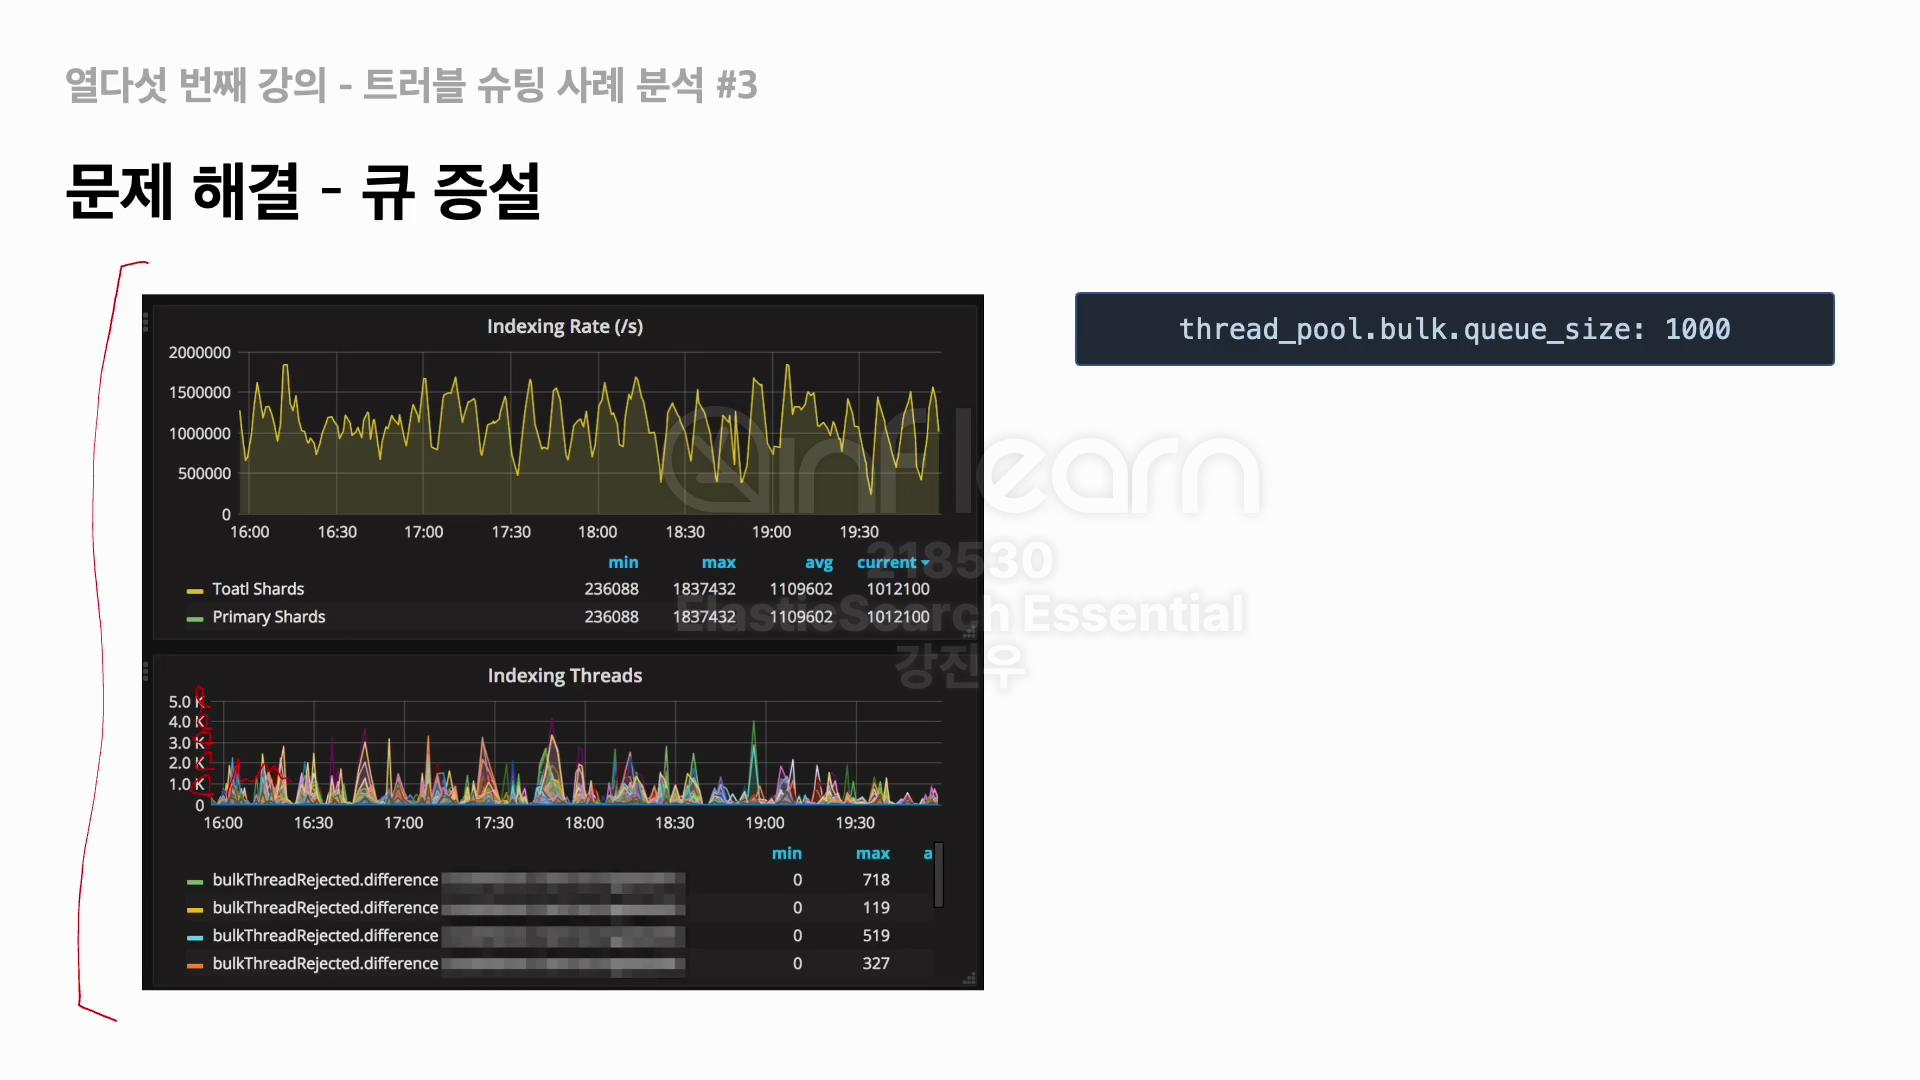 열다섯 번째 강의 - 트러블 슈팅 사례 분석 #3
문제 해결 - 큐 증설
Indexing Rate (/s)
2000000
1500000
1000000
500000
0
16:00 16:30 17:00 17:30 18:00 18:30 19:00 19:30
min max avg current
Toatl Shards 236088 1837432 1109602 1012100
Primary Shards 236088 1837432 1109602 1012100
Indexing Threads
5.0 K
4.0 K
3.0 K
2.0 K
1.0 K
0
16:00 16:30 17:00 17:30 18:00 18:30 19:00 19:30
min max a
bulkThreadRejected.difference 0 718
bulkThreadRejected.difference 0 119
bulkThreadRejected.difference 0 519
bulkThreadRejected.difference 0 327
thread_pool.bulk.queue_size: 1000
inflearn
218530
ElasticSearch Essential
강진우